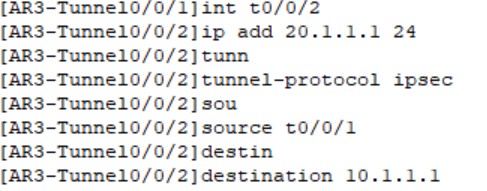 [AR3-Tunnel0/0/1]int t0/0/2
[AR3-Tunnel0/0/2]ip add 20.1.1.1 24
[AR3-Tunnel0/0/2]tunn
[AR3-Tunnel0/0/2]tunnel-protocol ipsec
[AR3-Tunnel0/0/2]sou
[AR3-Tunnel0/0/2]source t0/0/1
[AR3-Tunnel0/0/2]destin
[AR3-Tunnel0/0/2]destination 10.1.1.1